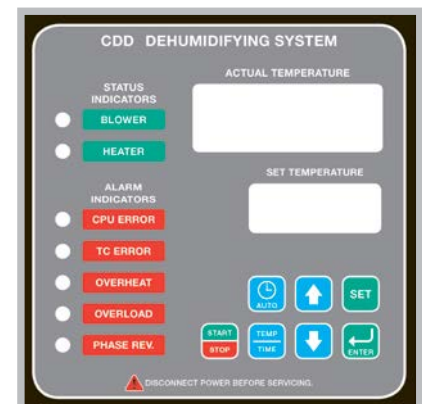 CDD DEHUMIDIFYING SYSTEM
ACTUAL TEMPERATURE
STATUS
INDICATORS
BLOWER
HEATER
SET TEMPERATURE
ALARM
INDICATORS
CPU ERROR
TC ERROR
OVERHEAT
OVERLOAD
PHASE REV.
AUTO
SET
START
STOP
TEMP
TIME
ENTER
DISCONNECT POWER BEFORE SERVICING.